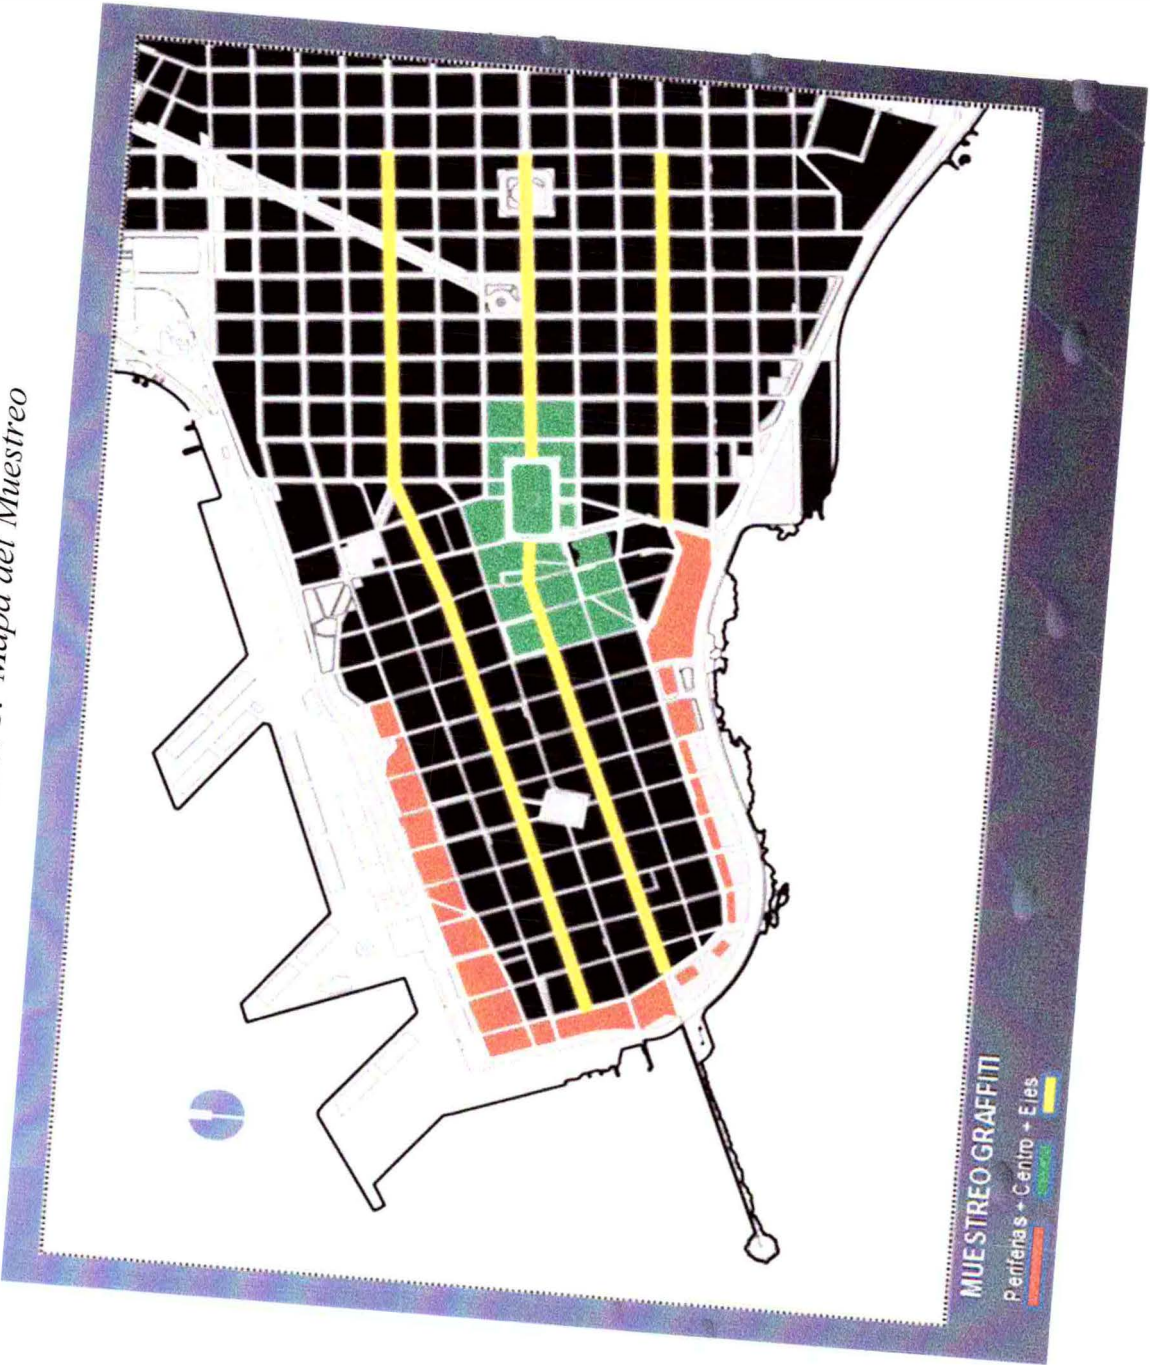 Mapa del Muestreo
MUESTREO GRAFFITI
Periferias + Centro + Ejes